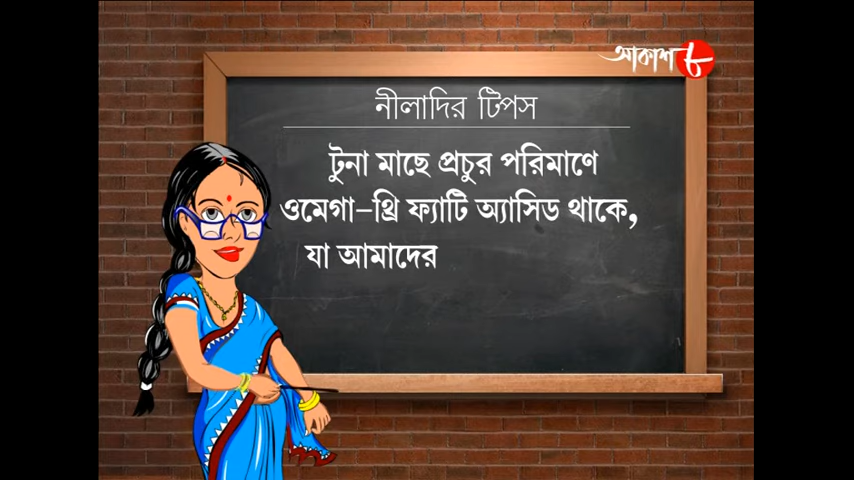 আকাশ ৮
নীলাদির টিপস
টুনা মাছে প্রচুর পরিমাণে
ওমেগা-থ্রি ফ্যাটি অ্যাসিড থাকে,
যা আমাদের